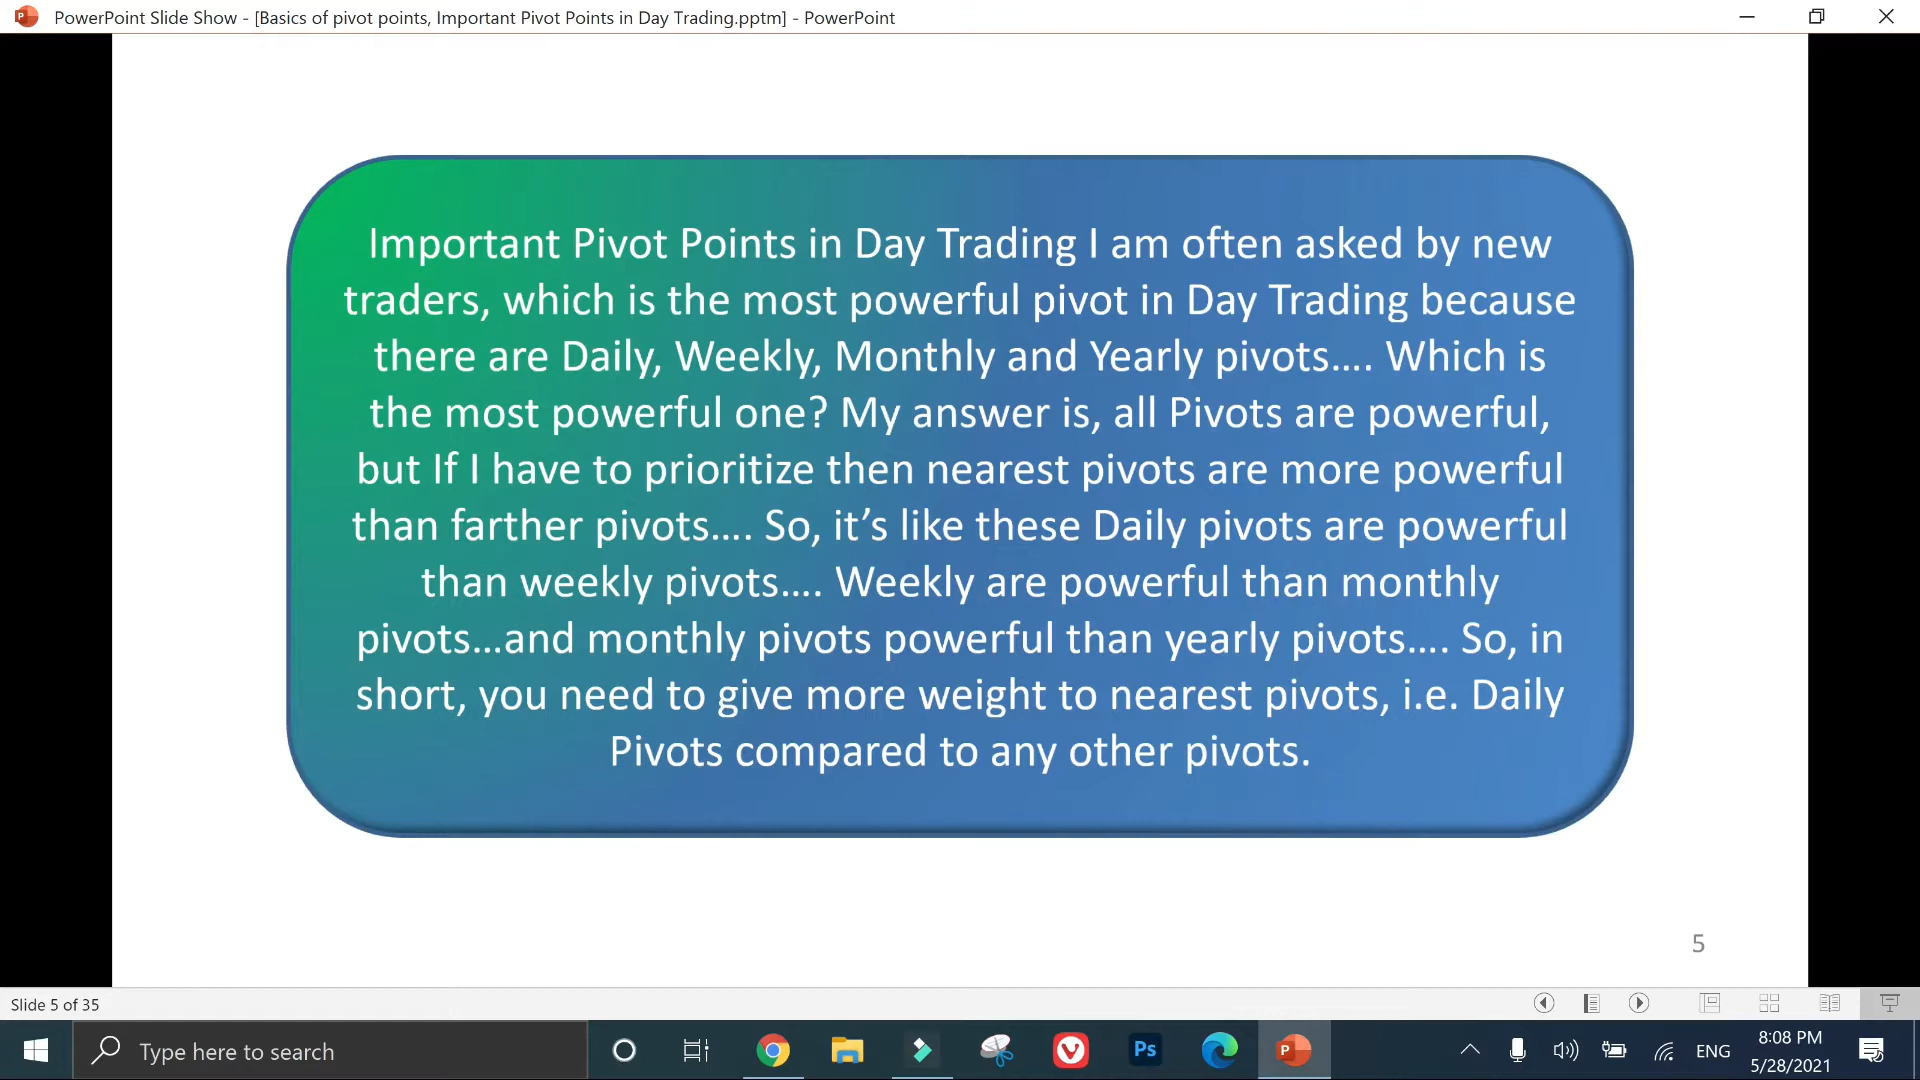 PowerPoint Slide Show - [Basics of pivot points, Important Pivot Points in Day Trading.pptm] - PowerPoint
Important Pivot Points in Day Trading I am often asked by new
traders, which is the most powerful pivot in Day Trading because
there are Daily, Weekly, Monthly and Yearly pivots…. Which is
the most powerful one? My answer is, all Pivots are powerful,
but If I have to prioritize then nearest pivots are more powerful
than farther pivots…. So, it’s like these Daily pivots are powerful
than weekly pivots…. Weekly are powerful than monthly
pivots…and monthly pivots powerful than yearly pivots…. So, in
short, you need to give more weight to nearest pivots, i.e. Daily
Pivots compared to any other pivots.
5
Slide 5 of 35
Type here to search
Ps
ENG
8:08 PM
5/28/2021